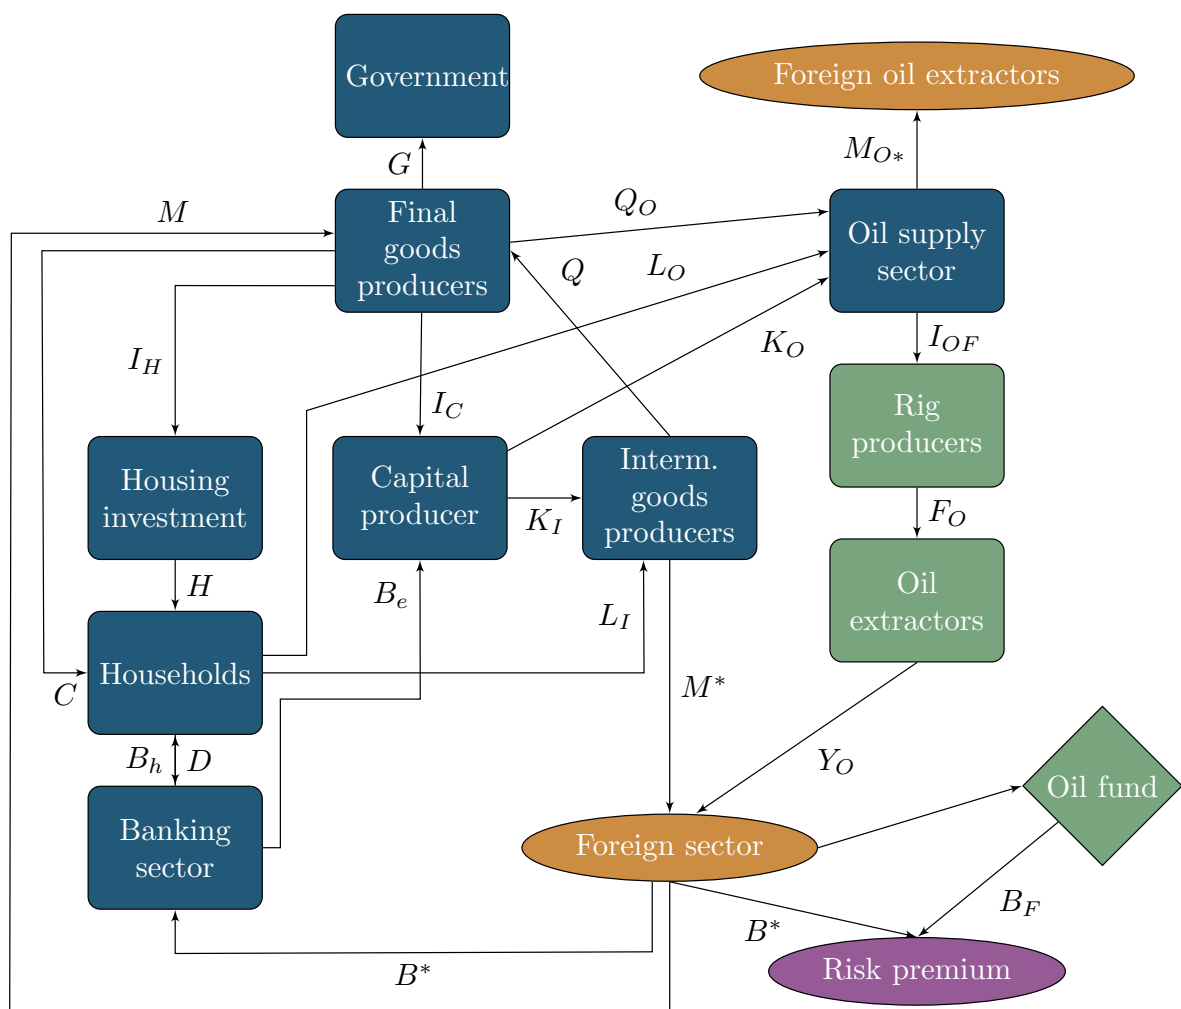 Government
Foreign oil extractors
G
M_{O*}
M
Final
goods
producers
Q_O
Oil supply
sector
Q
L_O
I_H
I_C
K_O
I_{OF}
Rig
producers
Housing
investment
Capital
producer
K_I
Interm.
goods
producers
F_O
H
B_e
L_I
Oil
extractors
Households
C
M^*
B_h
D
Y_O
Oil fund
Banking
sector
Foreign sector
B_F
B^*
B^*
Risk premium